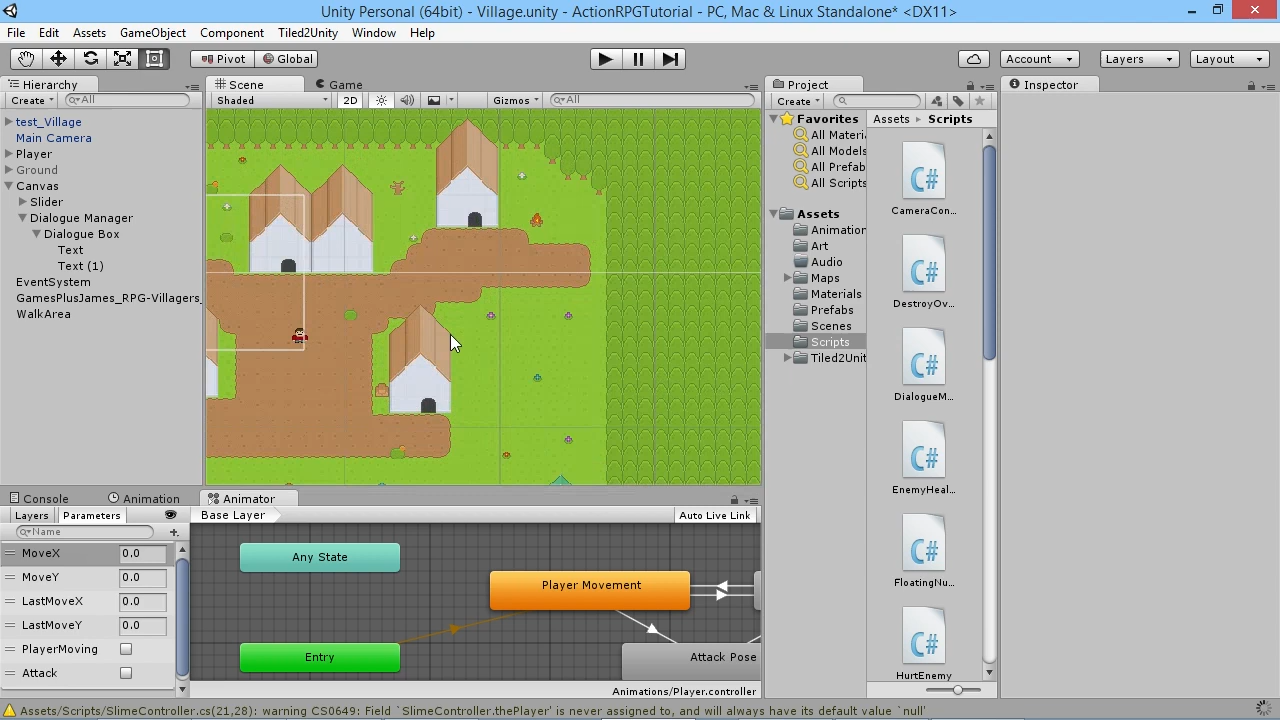 Unity Personal (64bit) - Village.unity - ActionRPGTutorial - PC, Mac & Linux Standalone* <DX11>
File Edit Assets GameObject Component Tiled2Unity Window Help
Pivot Global Account Layers Layout
Hierarchy
Create All
test_Village
Main Camera
Player
Ground
Canvas
Slider
Dialogue Manager
Dialogue Box
Text
Text (1)
EventSystem
GamesPlusJames_RPG-Villagers_
WalkArea
Scene Game
Shaded 2D Gizmos All
Project
Create
Favorites
All Materi
All Models
All Prefab
All Scripts
Assets
Animation
Art
Audio
Maps
Materials
Prefabs
Scenes
Scripts
Tiled2Unit
Assets Scripts
C#
CameraCon...
C#
DestroyOv...
C#
DialogueM...
C#
EnemyHeal...
C#
FloatingNu...
C#
HurtEnemy
Inspector
Console Animation Animator
Layers Parameters
Name
MoveX 0.0
MoveY 0.0
LastMoveX 0.0
LastMoveY 0.0
PlayerMoving
Attack
Base Layer Auto Live Link
Any State
Player Movement
Entry
Attack Pose
Animations/Player.controller
Assets/Scripts/SlimeController.cs(21,28): warning CS0649: Field `SlimeController.thePlayer' is never assigned to, and will always have its default value `null'